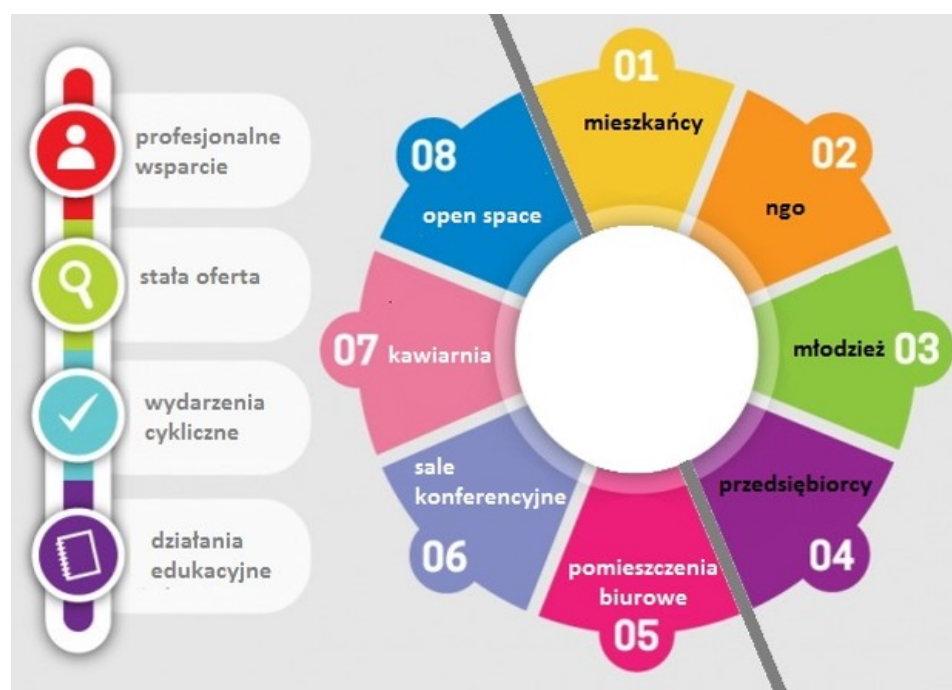 profesjonalne
wsparcie
stała oferta
wydarzenia
cykliczne
działania
edukacyjne
01
mieszkańcy
02
ngo
młodzież 03
przedsiębiorcy
04
pomieszczenia
biurowe
05
sale
konferencyjne
06
07 kawiarnia
08
open space